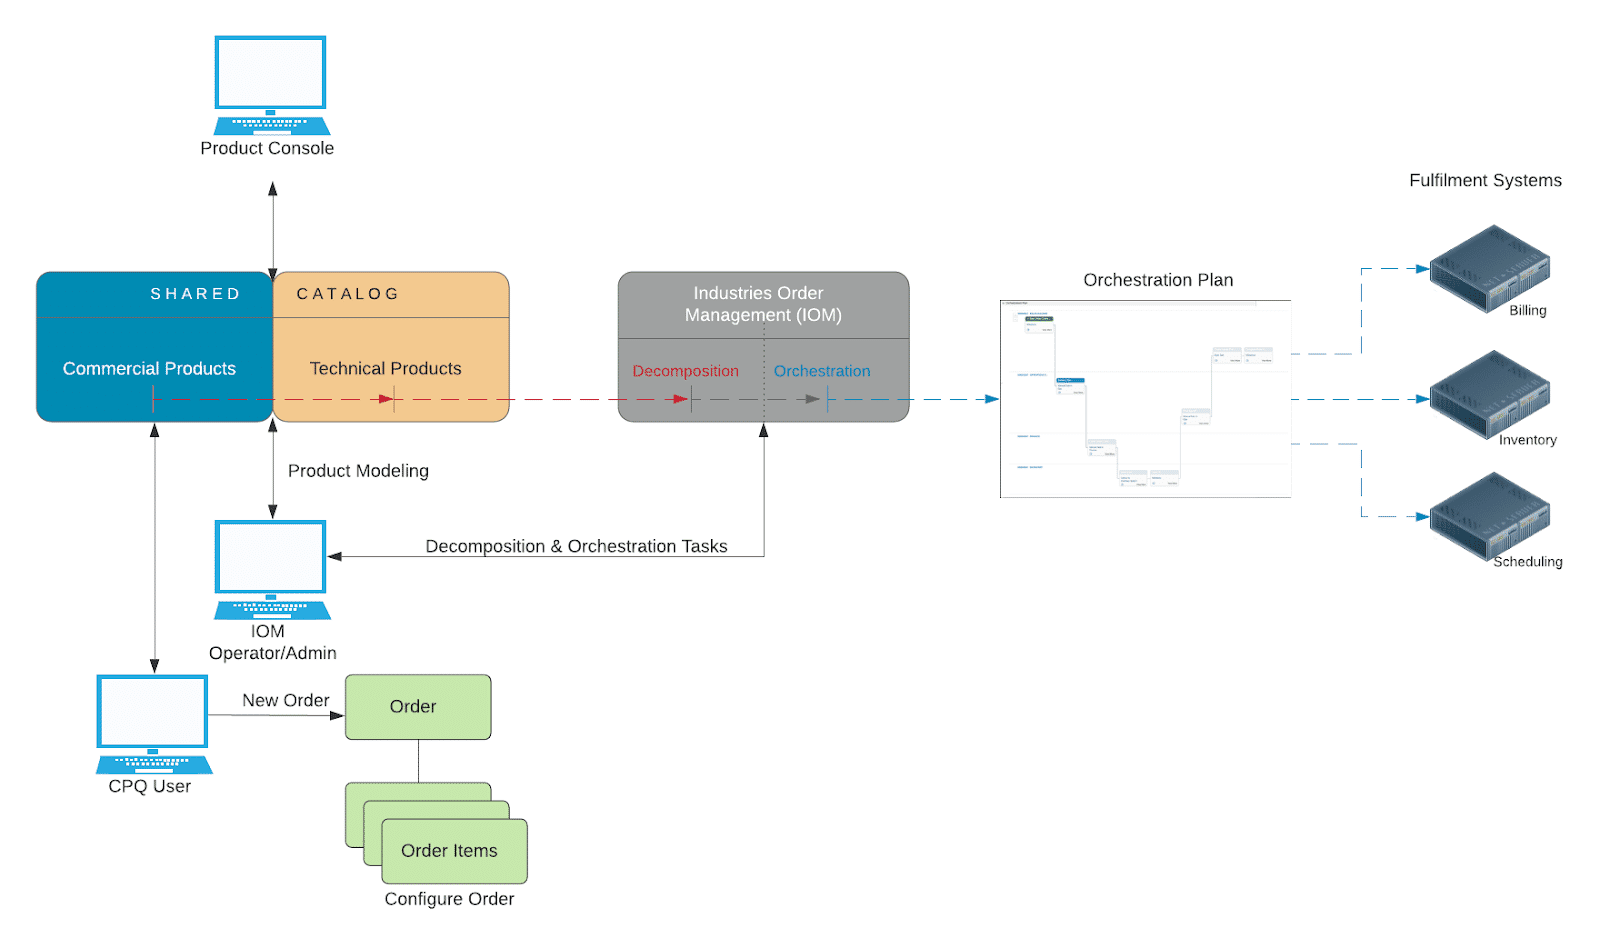 Product Console
Fulfilment Systems
SHARED CATALOG
Commercial Products
Technical Products
Industries Order
Management (IOM)
Decomposition
Orchestration
Orchestration Plan
Billing
Inventory
Scheduling
Product Modeling
Decomposition & Orchestration Tasks
IOM
Operator/Admin
New Order
Order
CPQ User
Order Items
Configure Order